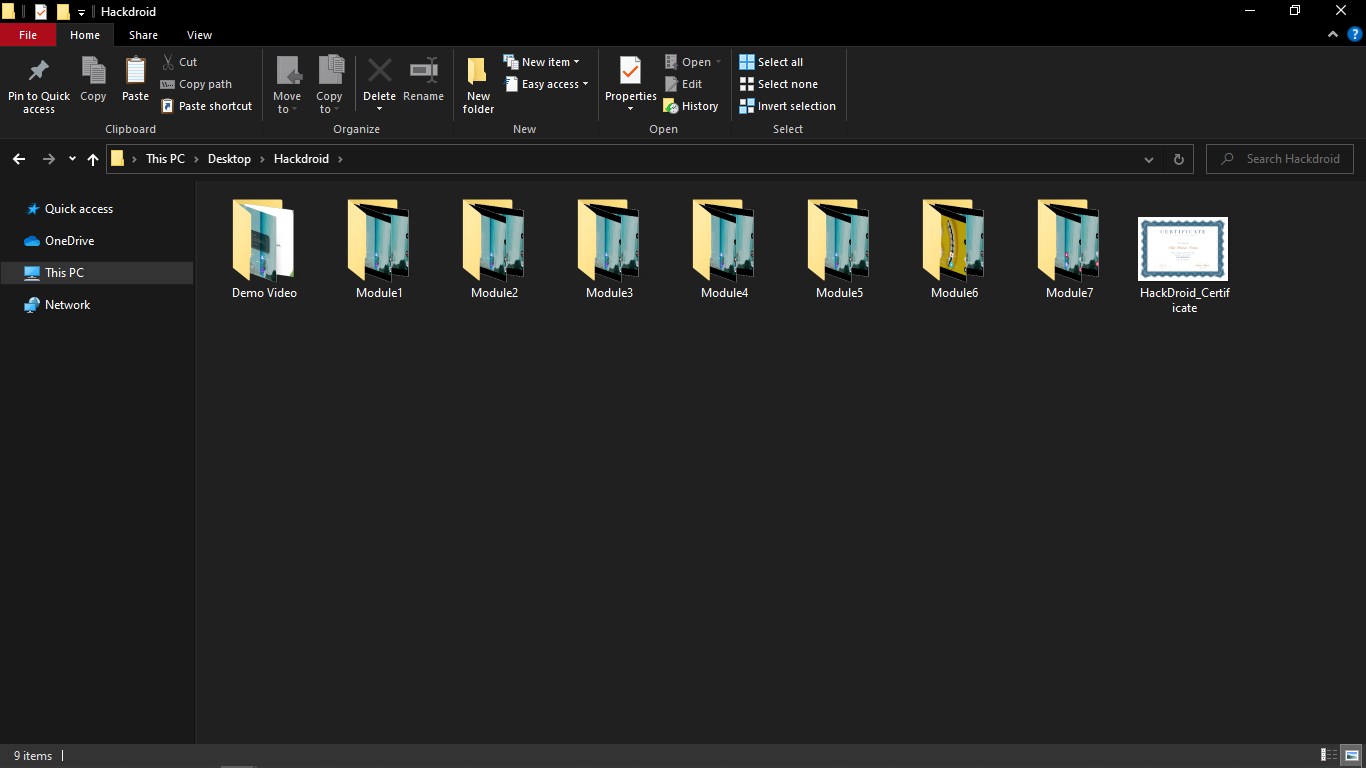 Hackdroid
File Home Share View
Pin to Quick access
Copy
Paste
Cut
Copy path
Paste shortcut
Clipboard
Move to
Copy to
Delete
Rename
Organize
New folder
New item
Easy access
New
Properties
Open
Edit
History
Open
Select all
Select none
Invert selection
Select
This PC > Desktop > Hackdroid >
Search Hackdroid
Quick access
OneDrive
This PC
Network
Demo Video
Module1
Module2
Module3
Module4
Module5
Module6
Module7
CERTIFICATE
HackDroid_Certif
icate
9 items